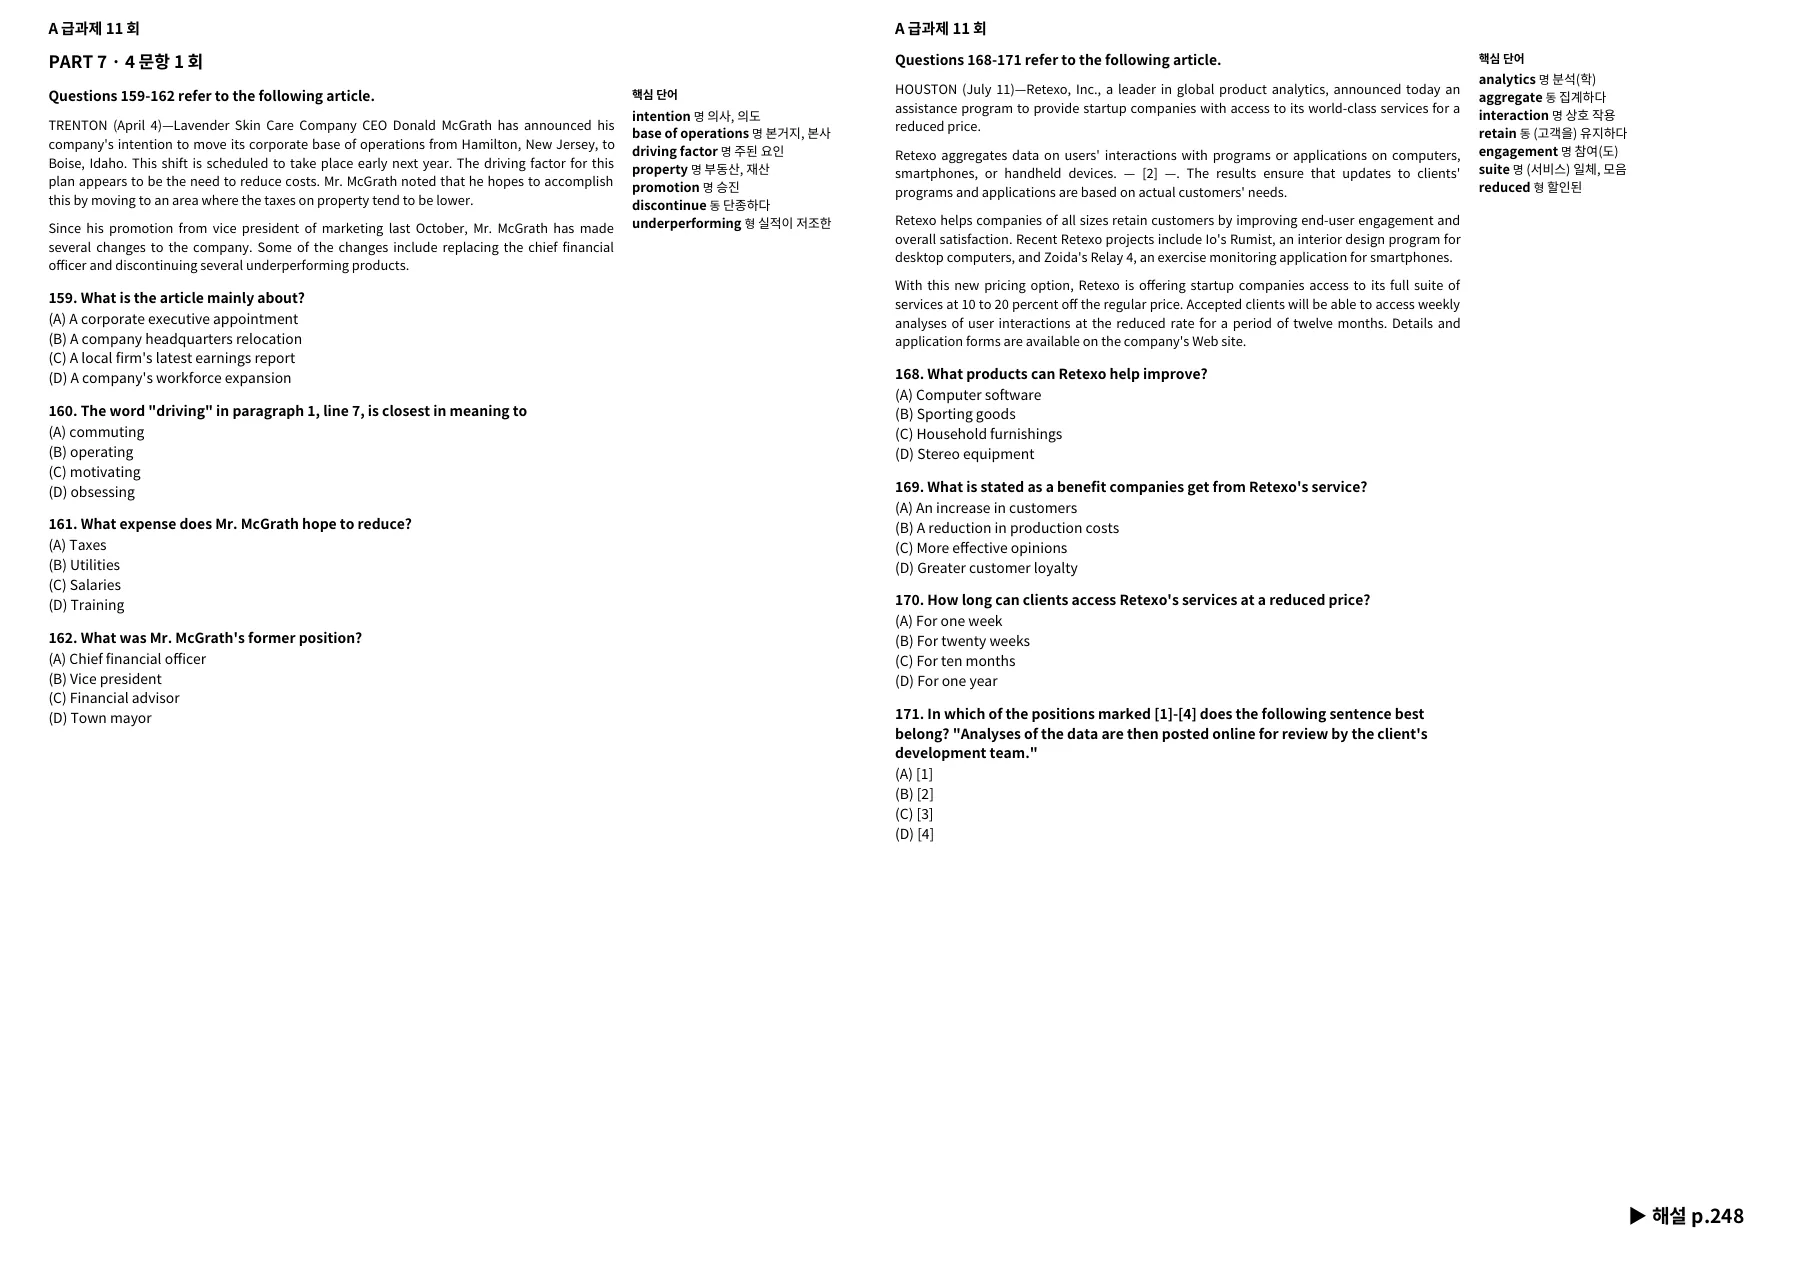 A 급과제 11 회
PART 7 · 4 문항 1 회
Questions 159-162 refer to the following article.
TRENTON (April 4)—Lavender Skin Care Company CEO Donald McGrath has announced his
company's intention to move its corporate base of operations from Hamilton, New Jersey, to
Boise, Idaho. This shift is scheduled to take place early next year. The driving factor for this
plan appears to be the need to reduce costs. Mr. McGrath noted that he hopes to accomplish
this by moving to an area where the taxes on property tend to be lower.
Since his promotion from vice president of marketing last October, Mr. McGrath has made
several changes to the company. Some of the changes include replacing the chief financial
officer and discontinuing several underperforming products.
159. What is the article mainly about?
(A) A corporate executive appointment
(B) A company headquarters relocation
(C) A local firm's latest earnings report
(D) A company's workforce expansion
160. The word "driving" in paragraph 1, line 7, is closest in meaning to
(A) commuting
(B) operating
(C) motivating
(D) obsessing
161. What expense does Mr. McGrath hope to reduce?
(A) Taxes
(B) Utilities
(C) Salaries
(D) Training
162. What was Mr. McGrath's former position?
(A) Chief financial officer
(B) Vice president
(C) Financial advisor
(D) Town mayor
핵심 단어
intention 명 의사, 의도
base of operations 명 본거지, 본사
driving factor 명 주된 요인
property 명 부동산, 재산
promotion 명 승진
discontinue 동 단종하다
underperforming 형 실적이 저조한
A 급과제 11 회
Questions 168-171 refer to the following article.
HOUSTON (July 11)—Retexo, Inc., a leader in global product analytics, announced today an
assistance program to provide startup companies with access to its world-class services for a
reduced price.
Retexo aggregates data on users' interactions with programs or applications on computers,
smartphones, or handheld devices. — [2] —. The results ensure that updates to clients'
programs and applications are based on actual customers' needs.
Retexo helps companies of all sizes retain customers by improving end-user engagement and
overall satisfaction. Recent Retexo projects include Io's Rumist, an interior design program for
desktop computers, and Zoida's Relay 4, an exercise monitoring application for smartphones.
With this new pricing option, Retexo is offering startup companies access to its full suite of
services at 10 to 20 percent off the regular price. Accepted clients will be able to access weekly
analyses of user interactions at the reduced rate for a period of twelve months. Details and
application forms are available on the company's Web site.
168. What products can Retexo help improve?
(A) Computer software
(B) Sporting goods
(C) Household furnishings
(D) Stereo equipment
169. What is stated as a benefit companies get from Retexo's service?
(A) An increase in customers
(B) A reduction in production costs
(C) More effective opinions
(D) Greater customer loyalty
170. How long can clients access Retexo's services at a reduced price?
(A) For one week
(B) For twenty weeks
(C) For ten months
(D) For one year
171. In which of the positions marked [1]-[4] does the following sentence best
belong? "Analyses of the data are then posted online for review by the client's
development team."
(A) [1]
(B) [2]
(C) [3]
(D) [4]
핵심 단어
analytics 명 분석(학)
aggregate 동 집계하다
interaction 명 상호 작용
retain 동 (고객을) 유지하다
engagement 명 참여(도)
suite 명 (서비스) 일체, 모음
reduced 형 할인된
▶ 해설 p.248